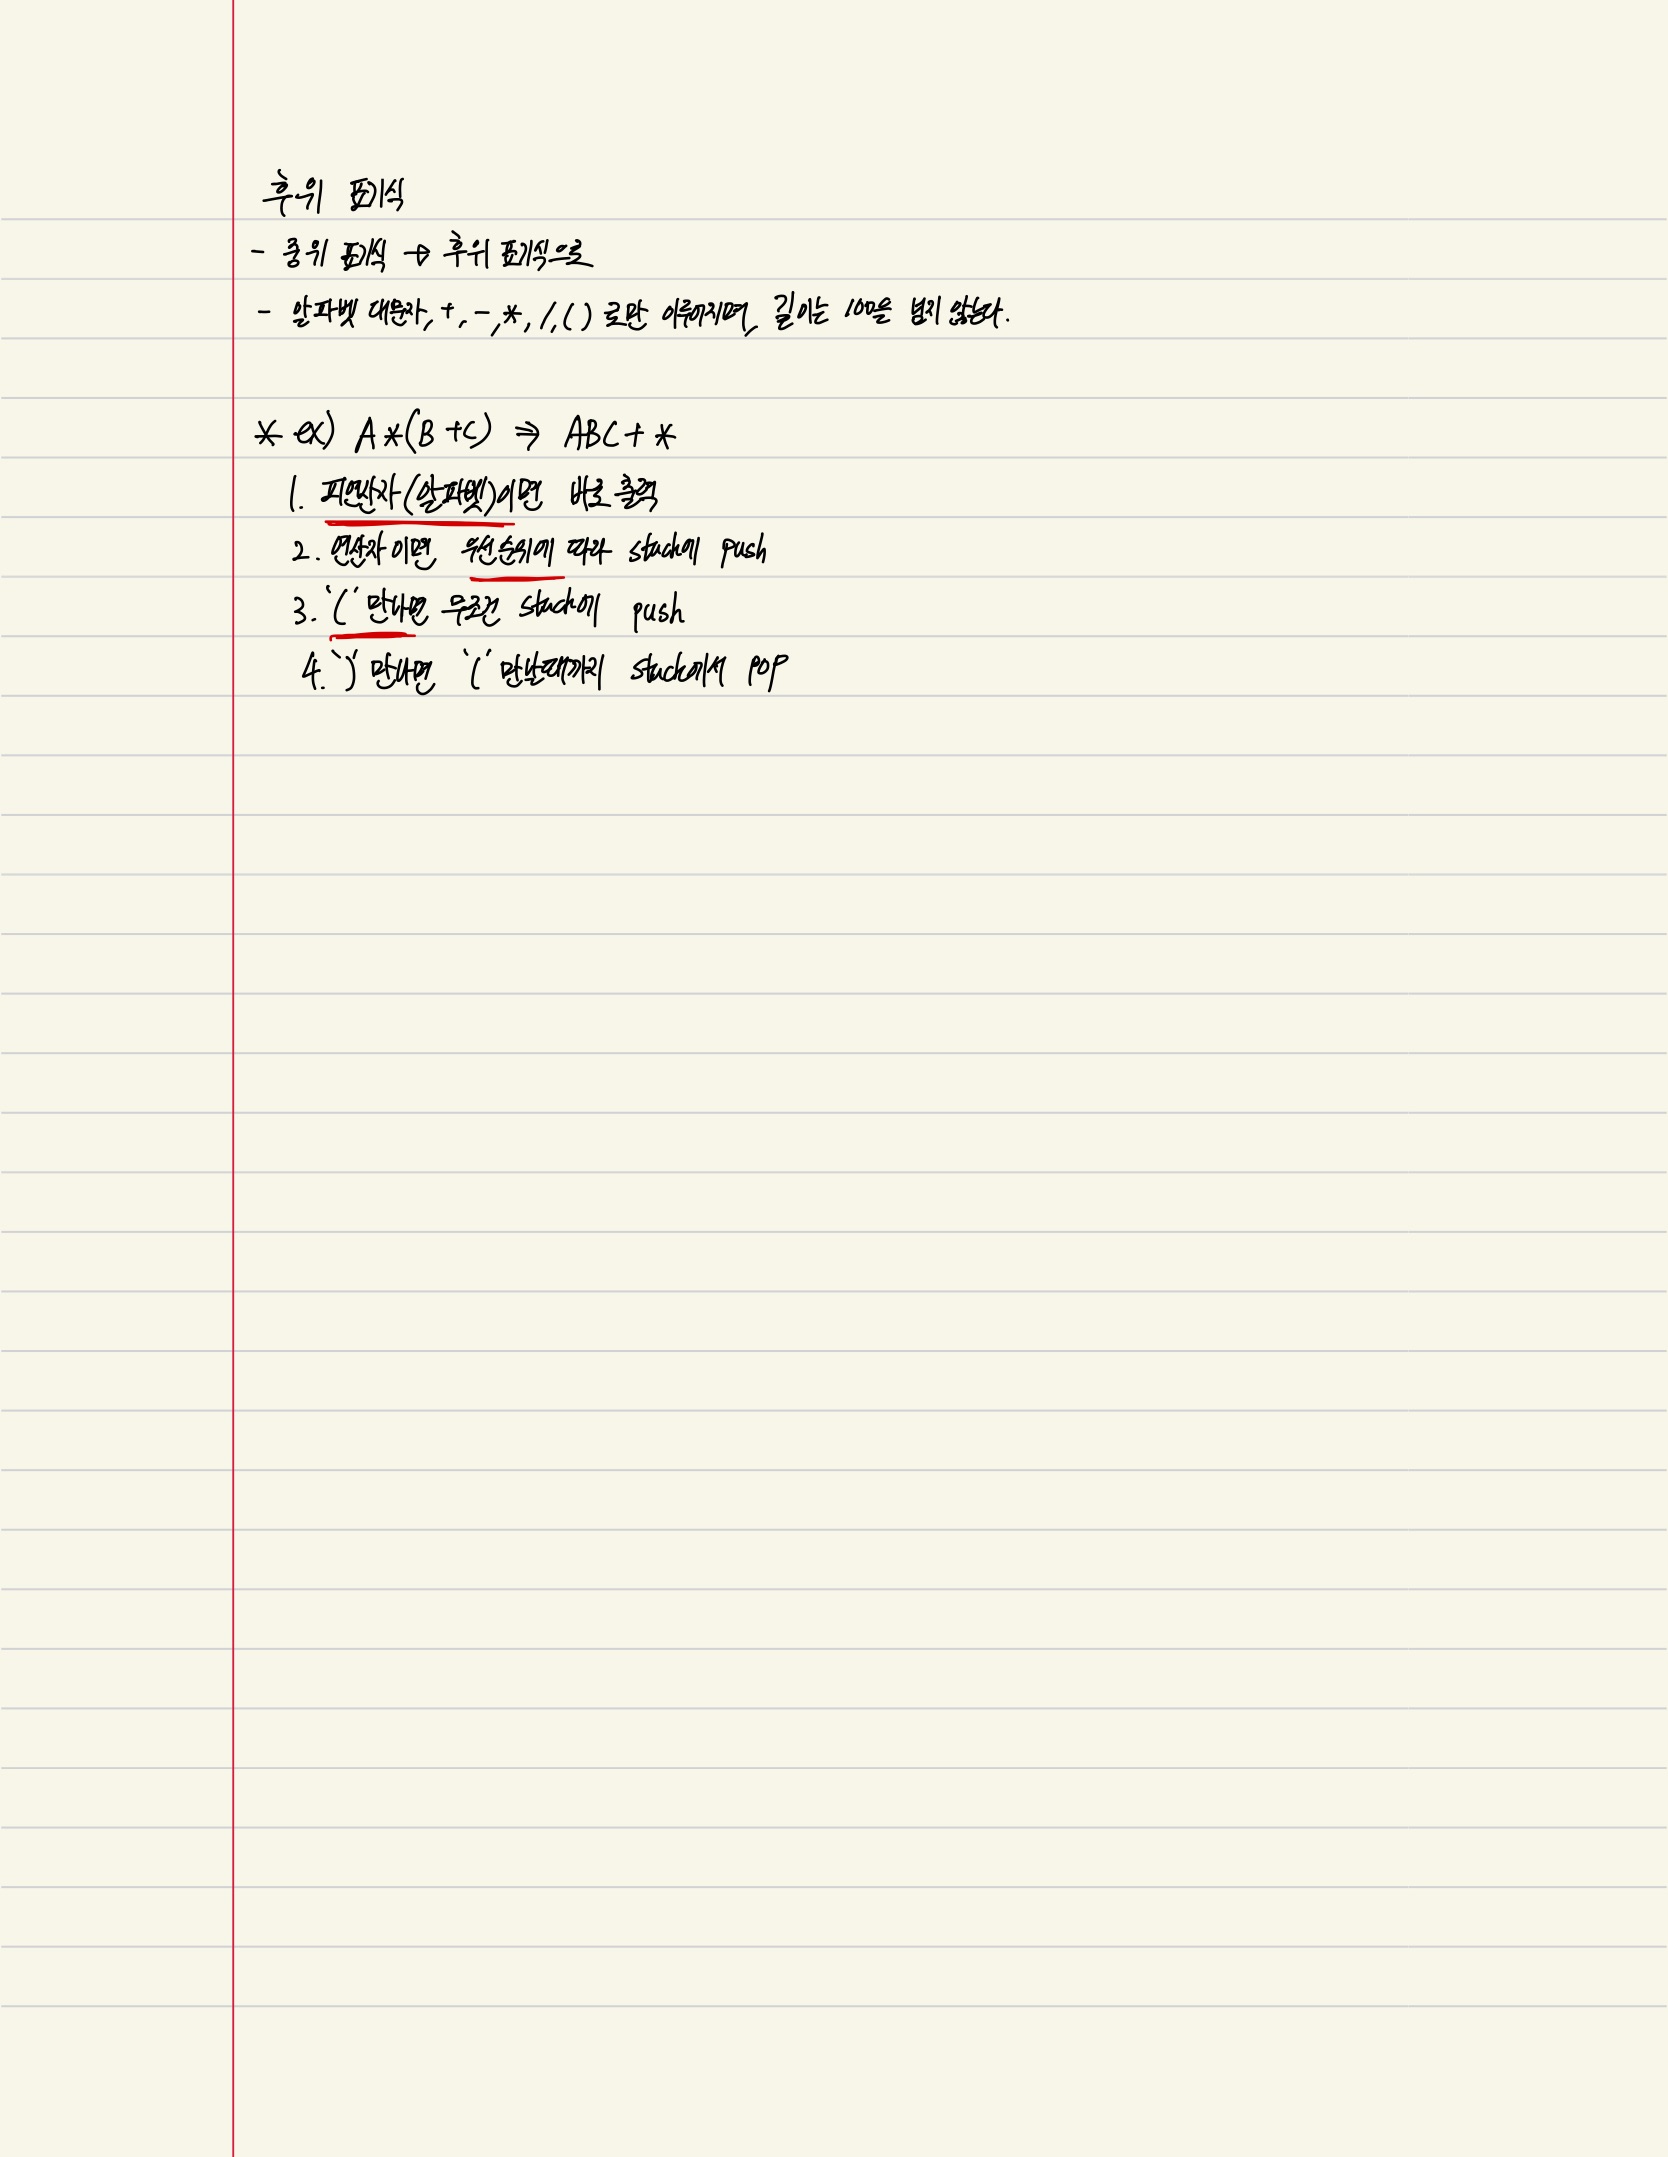 후위 표기식
- 중위 표기식 → 후위 표기식으로
- 알파벳 대문자, +, -, *, /, ( ) 로만 이루어지며, 길이는 100을 넘지 않는다.
* ex) A*(B+C) ⇒ ABC+*
1. 피연산자(알파벳)이면 바로 출력
2. 연산자이면 우선순위에 따라 stack에 push
3. '(' 만나면 무조건 stack에 push
4. ')' 만나면 '(' 만날때까지 stack에서 pop